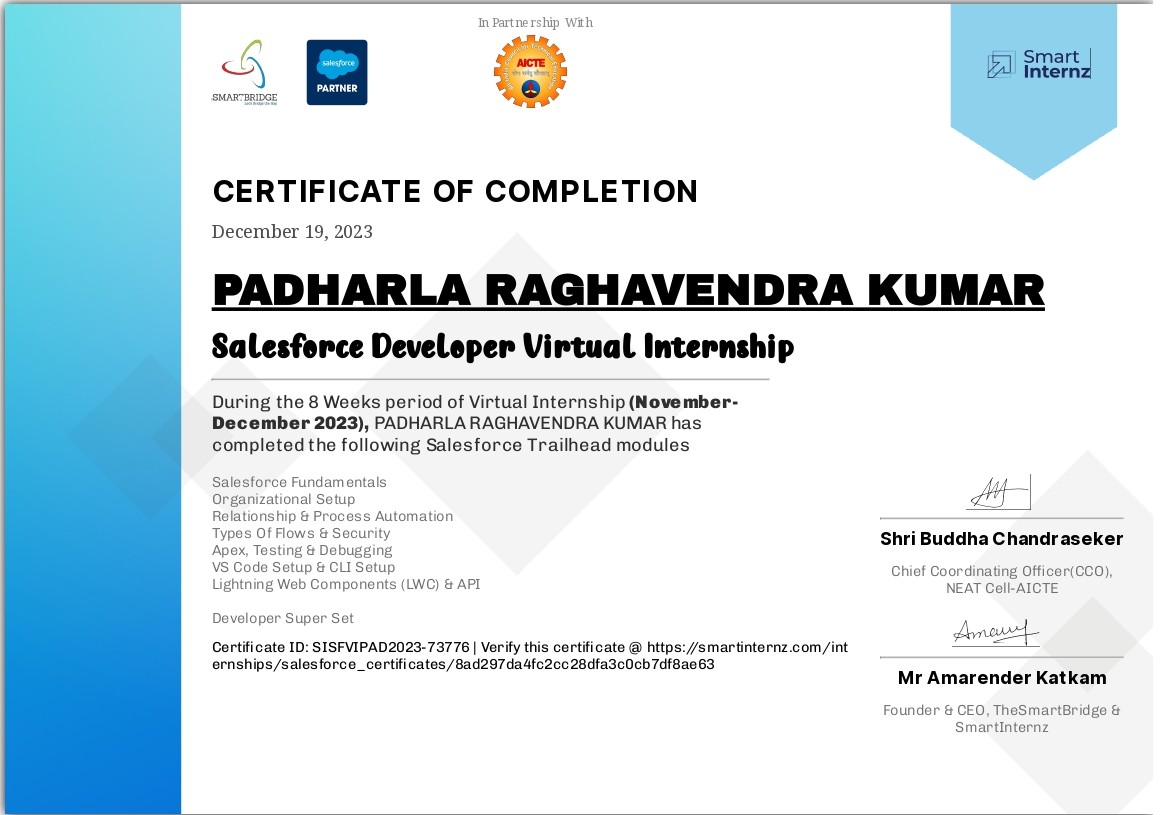 In Partnership With
SMARTBRIDGE
salesforce
PARTNER
AICTE
Smart
Internz
CERTIFICATE OF COMPLETION
December 19, 2023
PADHARLA RAGHAVENDRA KUMAR
Salesforce Developer Virtual Internship
During the 8 Weeks period of Virtual Internship (November-
December 2023), PADHARLA RAGHAVENDRA KUMAR has
completed the following Salesforce Trailhead modules
Salesforce Fundamentals
Organizational Setup
Relationship & Process Automation
Types Of Flows & Security
Apex, Testing & Debugging
VS Code Setup & CLI Setup
Lightning Web Components (LWC) & API
Developer Super Set
Certificate ID: SISFVIPAD2023-73776 | Verify this certificate @ https://smartinternz.com/int
ernships/salesforce_certificates/8ad297da4fc2cc28dfa3c0cb7df8ae63
Shri Buddha Chandraseker
Chief Coordinating Officer(CCO),
NEAT Cell-AICTE
Mr Amarender Katkam
Founder & CEO, TheSmartBridge &
SmartInternz